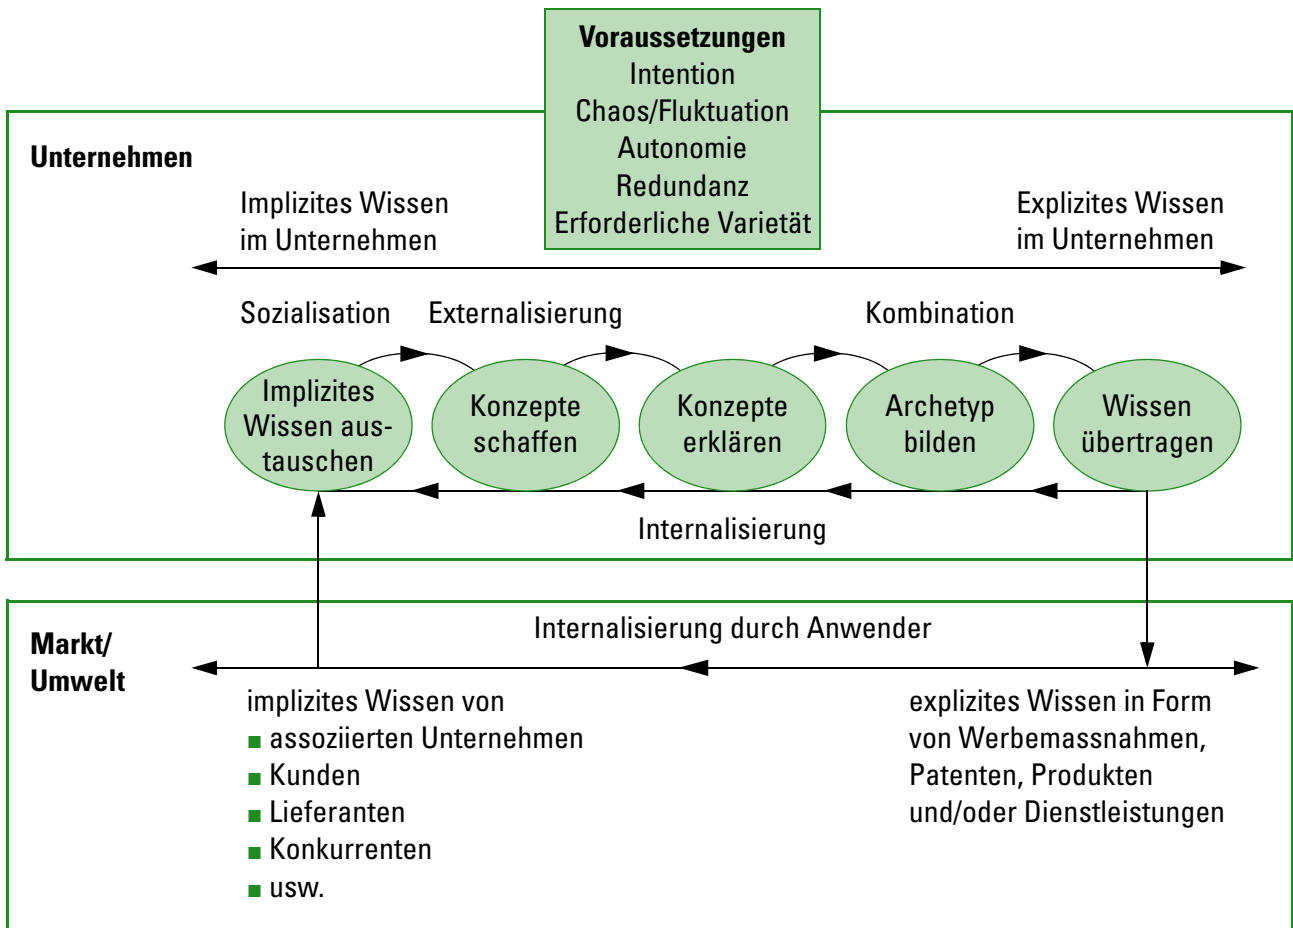 Voraussetzungen
Intention
Chaos/Fluktuation
Autonomie
Redundanz
Erforderliche Varietät
Unternehmen
Implizites Wissen
im Unternehmen
Explizites Wissen
im Unternehmen
Sozialisation
Externalisierung
Kombination
Implizites
Wissen aus-
tauschen
Konzepte
schaffen
Konzepte
erklären
Archetyp
bilden
Wissen
übertragen
Internalisierung
Markt/
Umwelt
Internalisierung durch Anwender
implizites Wissen von
■ assoziierten Unternehmen
■ Kunden
■ Lieferanten
■ Konkurrenten
■ usw.
explizites Wissen in Form
von Werbemassnahmen,
Patenten, Produkten
und/oder Dienstleistungen